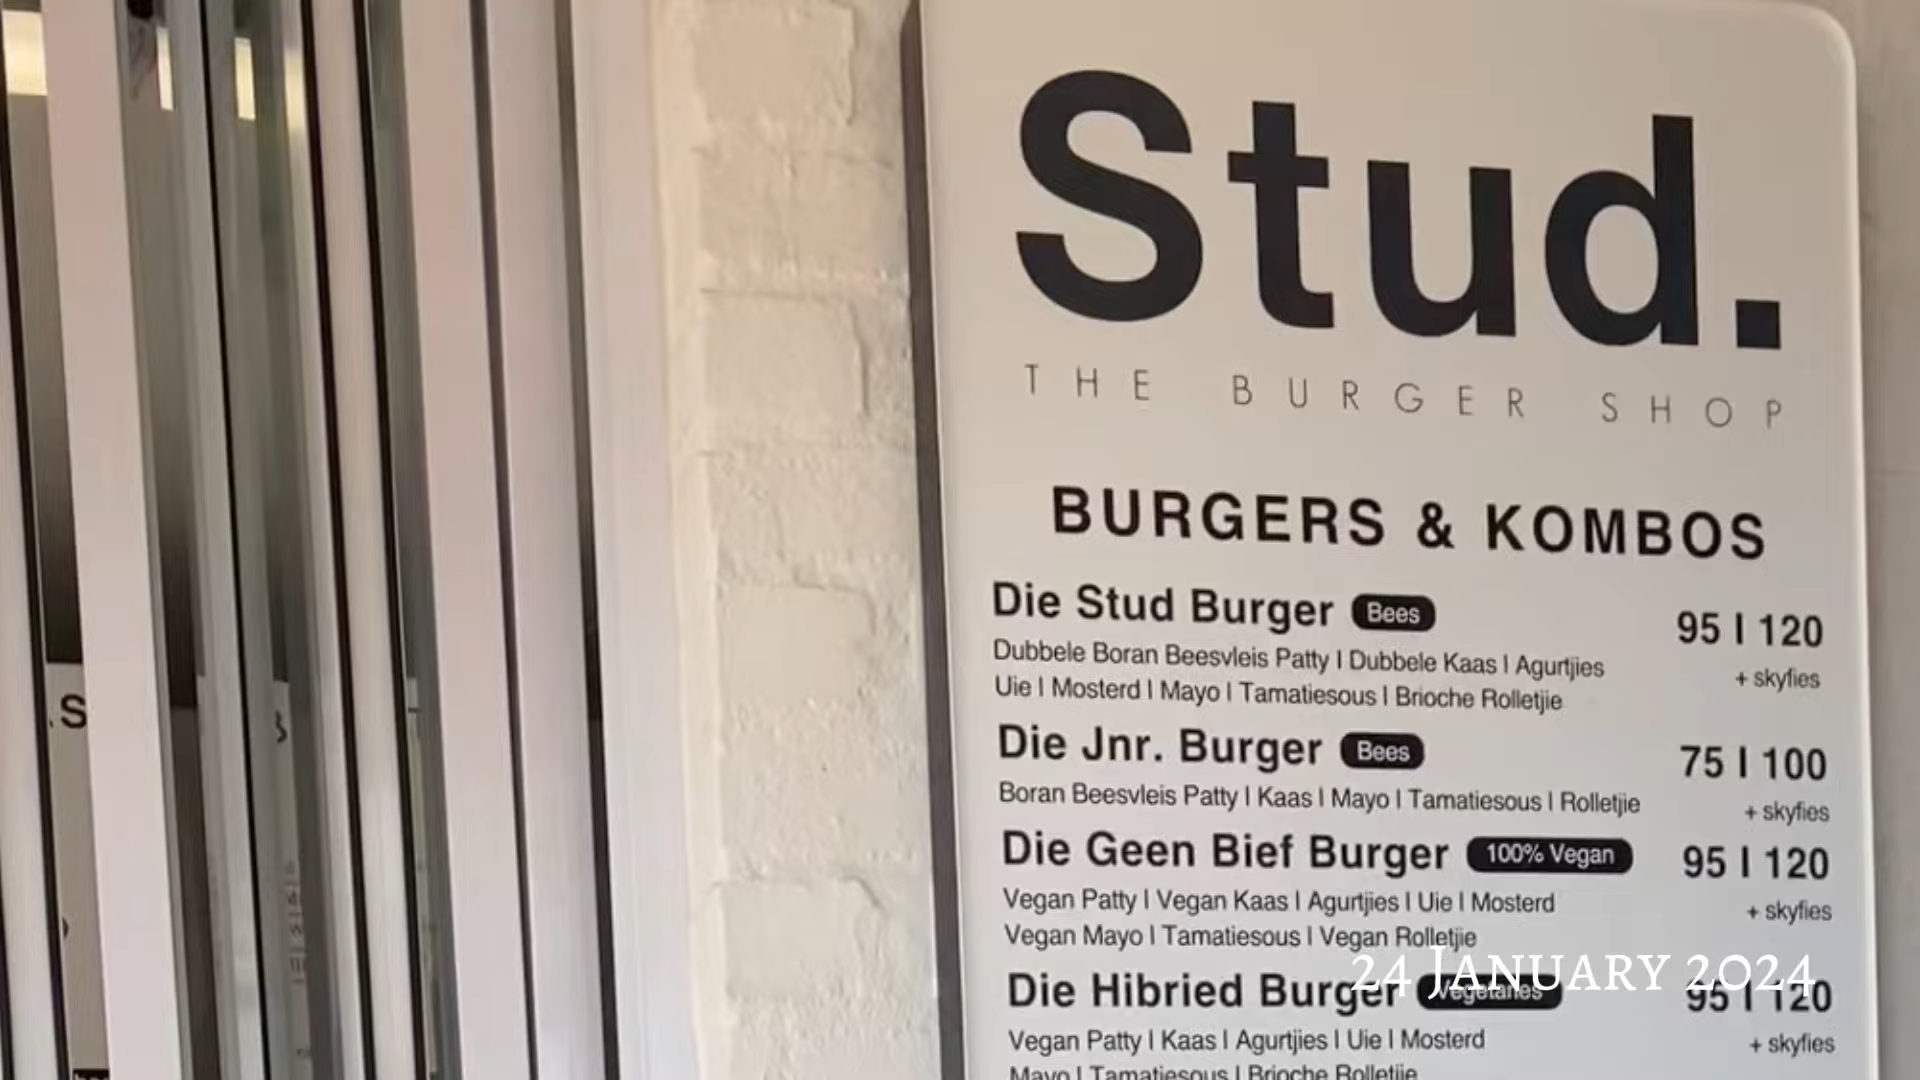 Stud.
THE BURGER SHOP
BURGERS & KOMBOS
Die Stud Burger Bees 95 | 120
Dubbele Boran Beesvleis Patty | Dubbele Kaas | Agurtjies + skyfies
Uie | Mosterd | Mayo | Tamatiesous | Brioche Rolletjie
Die Jnr. Burger Bees 75 | 100
Boran Beesvleis Patty | Kaas | Mayo | Tamatiesous | Rolletjie + skyfies
Die Geen Bief Burger 100% Vegan 95 | 120
Vegan Patty | Vegan Kaas | Agurtjies | Uie | Mosterd + skyfies
Vegan Mayo | Tamatiesous | Vegan Rolletjie
24 January 2024
Die Hibried Burger Vegetaries 95 | 120
Vegan Patty | Kaas | Agurtjies | Uie | Mosterd + skyfies
Mayo | Tamatiesous | Brioche Rolletjie